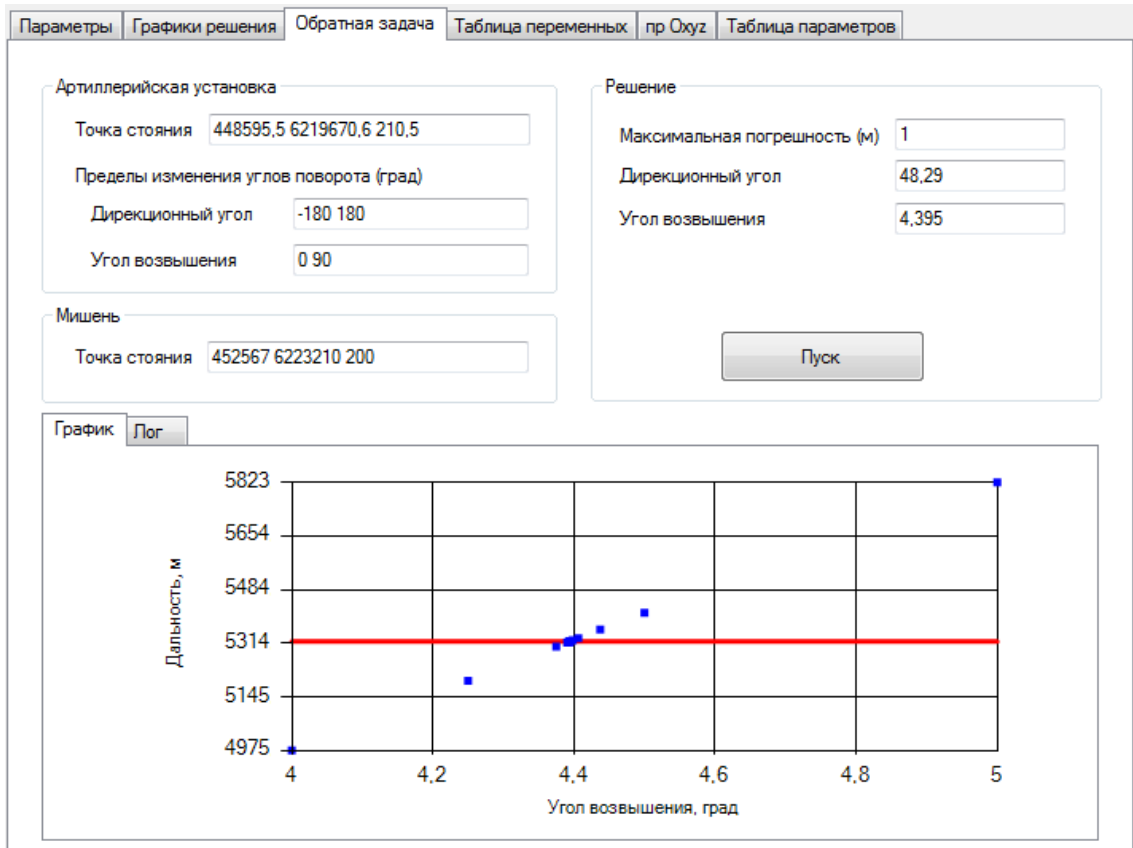 Параметры Графики решения Обратная задача Таблица переменных пр Oxyz Таблица параметров
Артиллерийская установка
Точка стояния 448595,5 6219670,6 210,5
Пределы изменения углов поворота (град)
Дирекционный угол -180 180
Угол возвышения 0 90
Мишень
Точка стояния 452567 6223210 200
Решение
Максимальная погрешность (м) 1
Дирекционный угол 48,29
Угол возвышения 4,395
Пуск
График Лог
Дальность, м
5823
5654
5484
5314
5145
4975
4 4,2 4,4 4,6 4,8 5
Угол возвышения, град